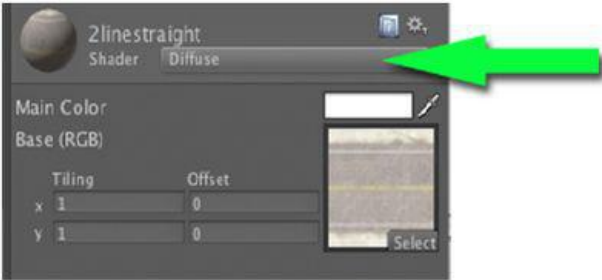 2linestraight
Shader Diffuse
Main Color
Base (RGB)
Tiling Offset
x 1 0
y 1 0
Select